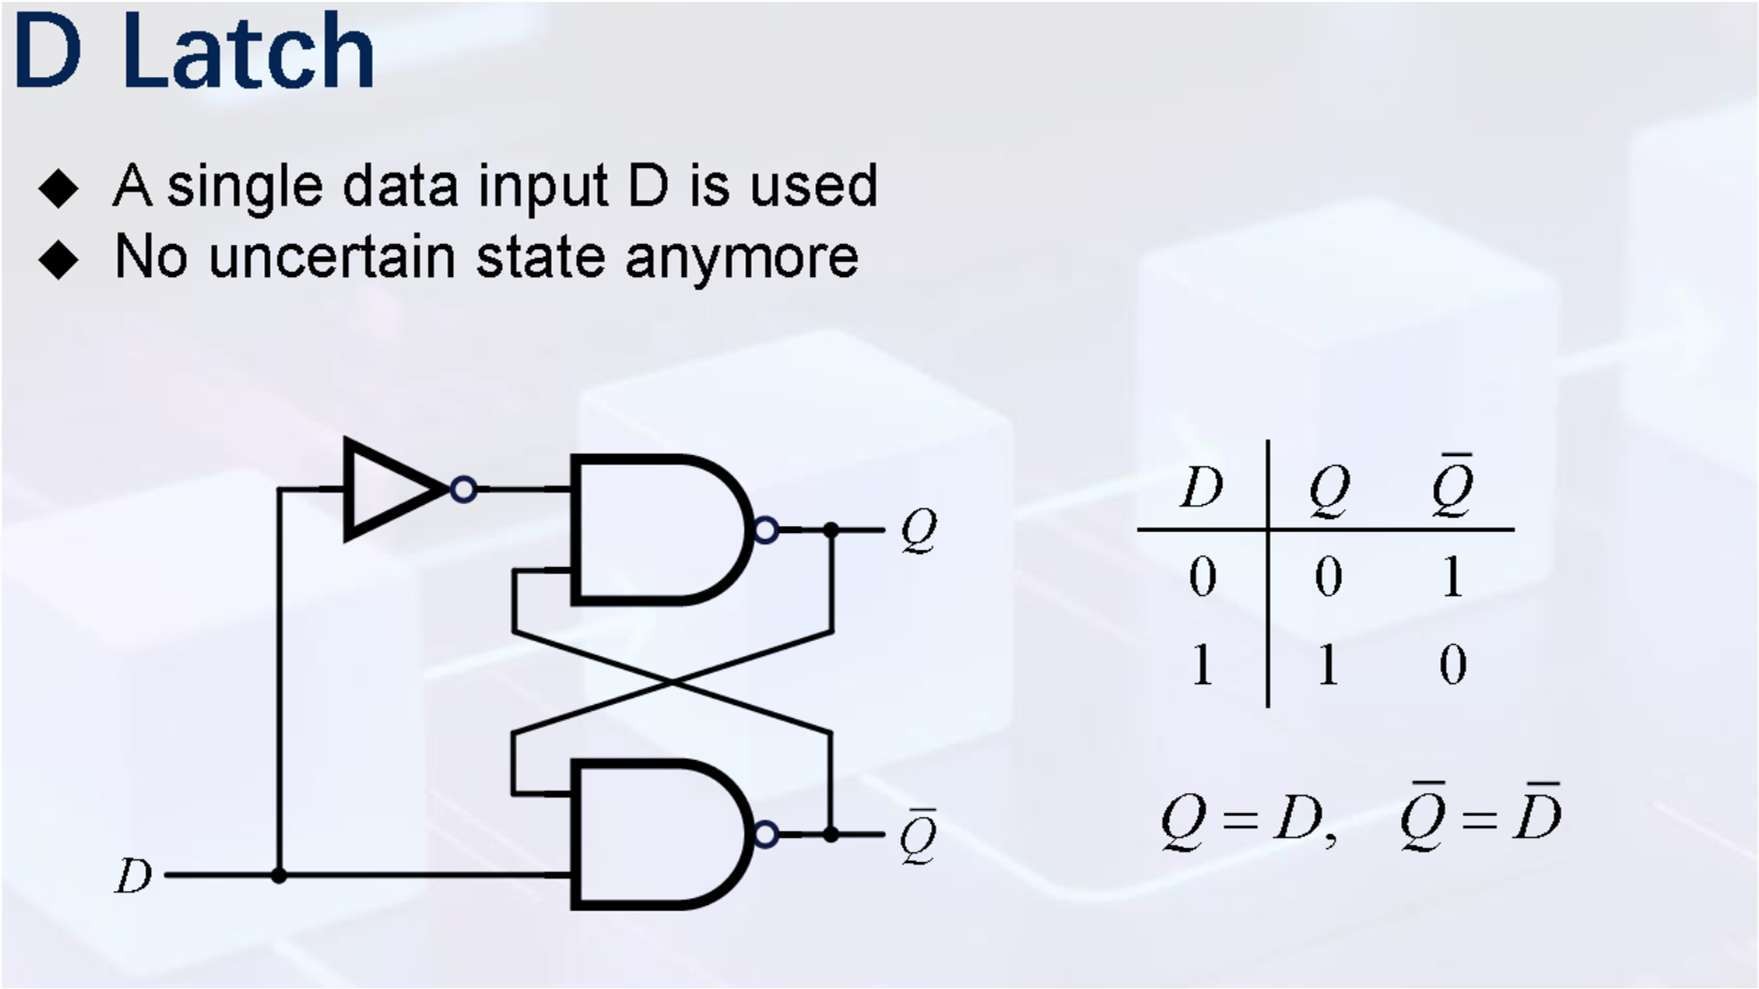 D Latch
◆ A single data input D is used
◆ No uncertain state anymore
Q
D Q Q̅
0 0 1
1 1 0
Q = D, Q̅ = D̅
Q̅
D